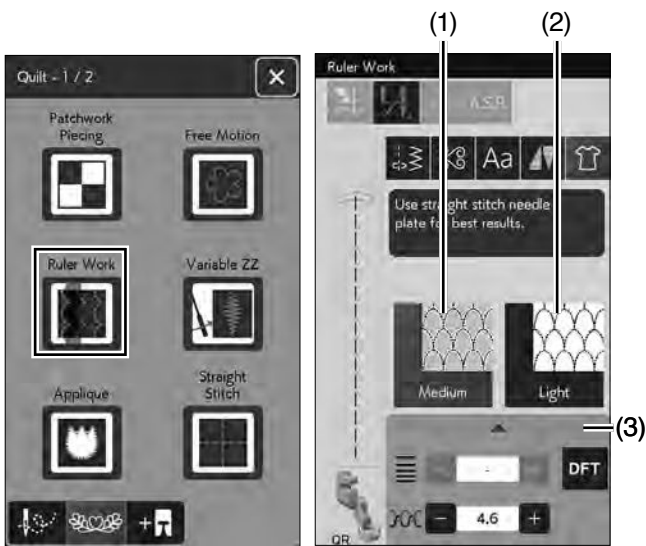 (1) (2)
Quilt - 1 / 2
Patchwork
Piecing
Free Motion
Ruler Work
Variable ZZ
Applique
Straight
Stitch
Ruler Work
A.S.R.
Aa
Use straight stitch needle
plate for best results.
Medium
Light
(3)
DFT
4.6
QR